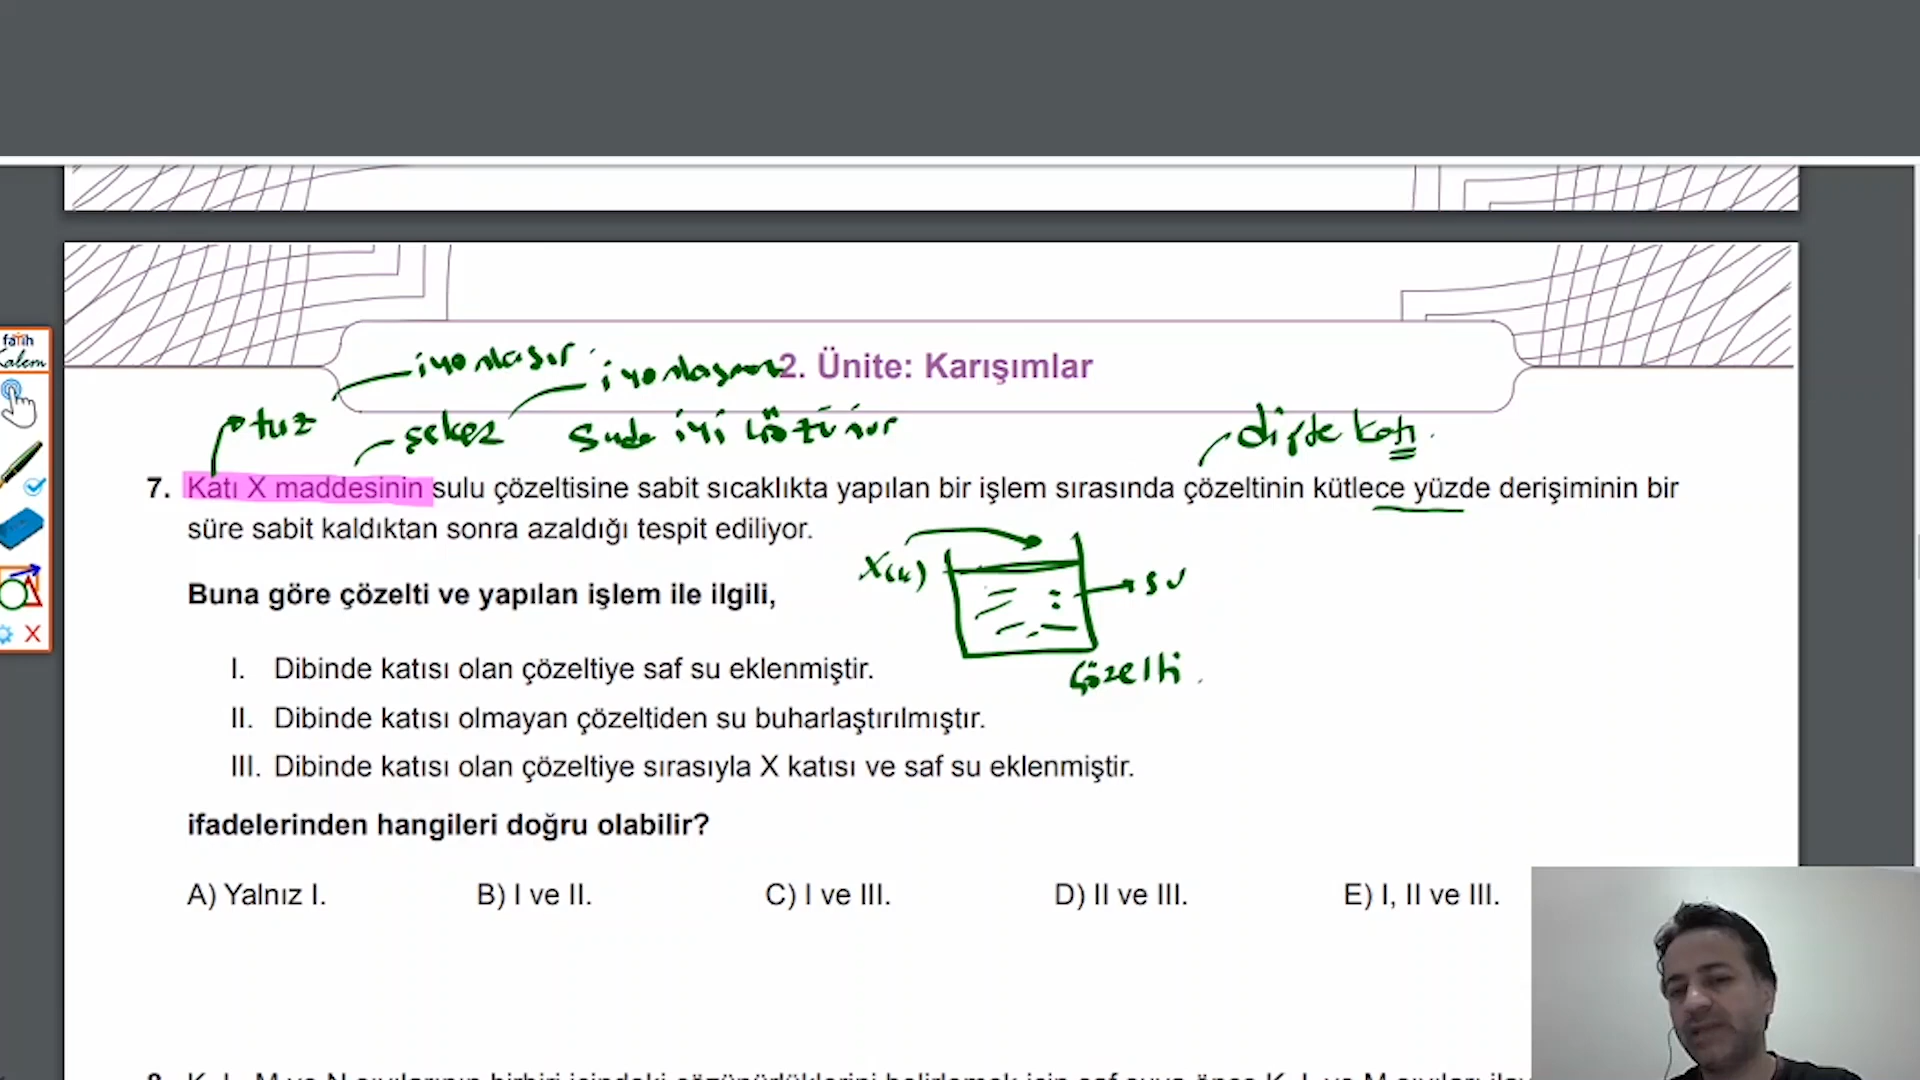 2. Ünite: Karışımlar
iyonlaşır
iyonlaşmaz
tuz
şeker
Suda iyi çözünür
dipte katı
fatih
Kalem
7. Katı X maddesinin sulu çözeltisine sabit sıcaklıkta yapılan bir işlem sırasında çözeltinin kütlece yüzde derişiminin bir
süre sabit kaldıktan sonra azaldığı tespit ediliyor.
X(k)
su
Buna göre çözelti ve yapılan işlem ile ilgili,
çözelti
I. Dibinde katısı olan çözeltiye saf su eklenmiştir.
II. Dibinde katısı olmayan çözeltiden su buharlaştırılmıştır.
III. Dibinde katısı olan çözeltiye sırasıyla X katısı ve saf su eklenmiştir.
ifadelerinden hangileri doğru olabilir?
A) Yalnız I. B) I ve II. C) I ve III. D) II ve III. E) I, II ve III.